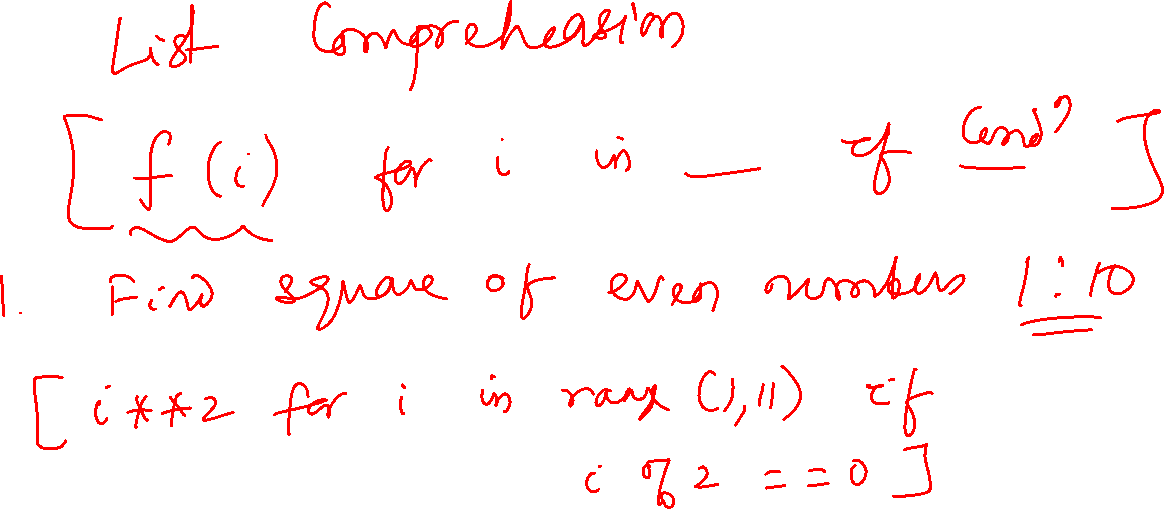 List Comprehension
[ f(i) for i in __ if Cond? ]
1. Find square of even numbers 1:10
[ i**2 for i in range (1,11) if
i % 2 == 0 ]